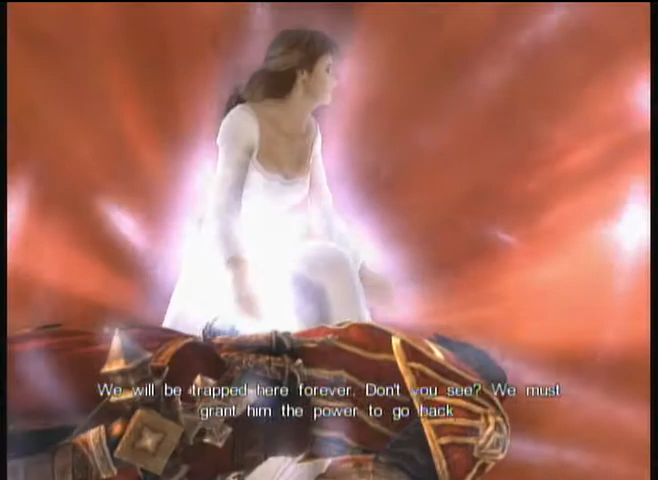 We will be trapped here forever. Don't you see? We must
grant him the power to go back